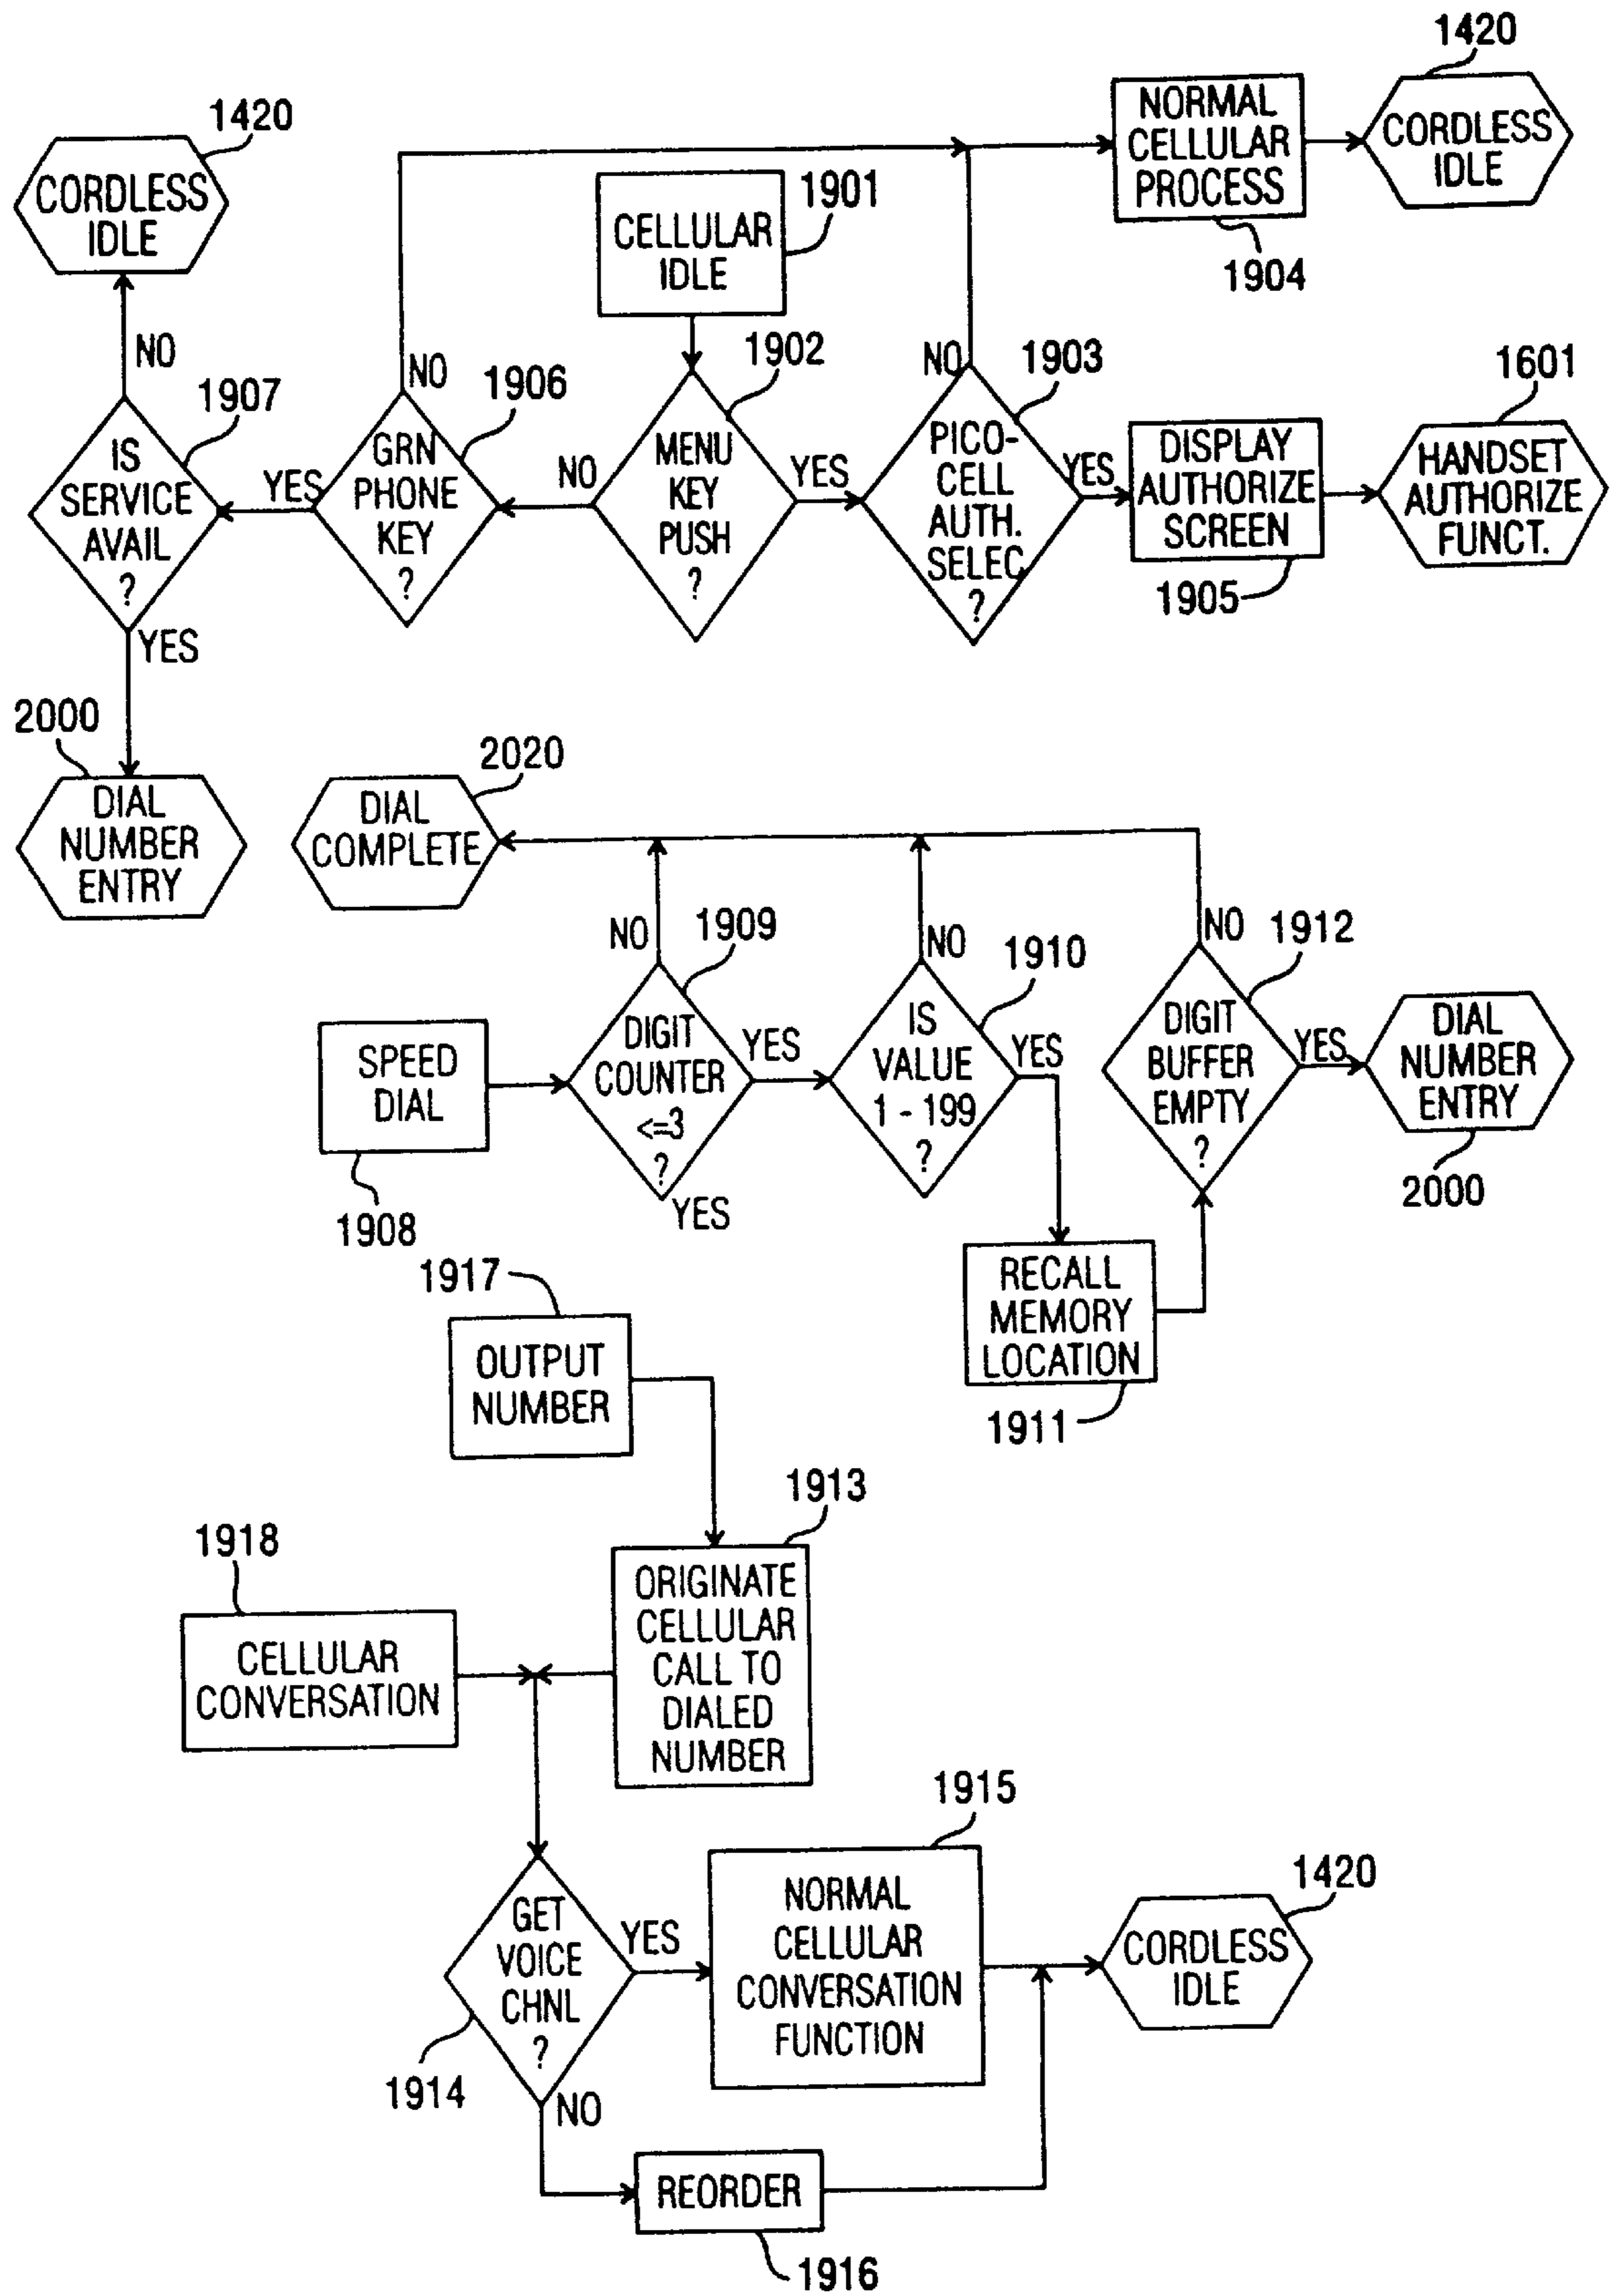 1420
CORDLESS
IDLE
1420
CORDLESS
IDLE
NORMAL
CELLULAR
PROCESS
1904
CELLULAR
IDLE
1901
NO
1907
IS
SERVICE
AVAIL
?
YES
NO
1906
GRN
PHONE
KEY
?
YES
NO
1902
MENU
KEY
PUSH
?
YES
NO
1903
PICO-
CELL
AUTH.
SELEC
?
YES
DISPLAY
AUTHORIZE
SCREEN
1905
1601
HANDSET
AUTHORIZE
FUNCT.
2000
DIAL
NUMBER
ENTRY
2020
DIAL
COMPLETE
SPEED
DIAL
1908
NO
1909
DIGIT
COUNTER
<=3
?
YES
YES
NO
1910
IS
VALUE
1 - 199
?
YES
NO
1912
DIGIT
BUFFER
EMPTY
?
YES
DIAL
NUMBER
ENTRY
2000
RECALL
MEMORY
LOCATION
1911
1917
OUTPUT
NUMBER
1913
ORIGINATE
CELLULAR
CALL TO
DIALED
NUMBER
1918
CELLULAR
CONVERSATION
GET
VOICE
CHNL
?
1914
YES
NO
1915
NORMAL
CELLULAR
CONVERSATION
FUNCTION
1420
CORDLESS
IDLE
REORDER
1916